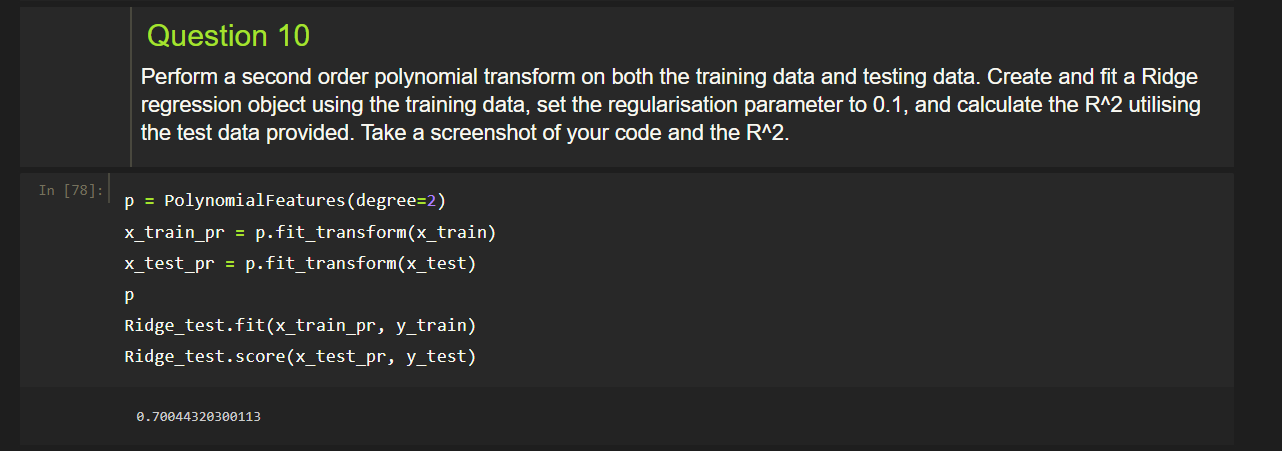 Question 10
Perform a second order polynomial transform on both the training data and testing data. Create and fit a Ridge
regression object using the training data, set the regularisation parameter to 0.1, and calculate the R^2 utilising
the test data provided. Take a screenshot of your code and the R^2.
In [78]:
p = PolynomialFeatures(degree=2)
x_train_pr = p.fit_transform(x_train)
x_test_pr = p.fit_transform(x_test)
p
Ridge_test.fit(x_train_pr, y_train)
Ridge_test.score(x_test_pr, y_test)
0.70044320300113